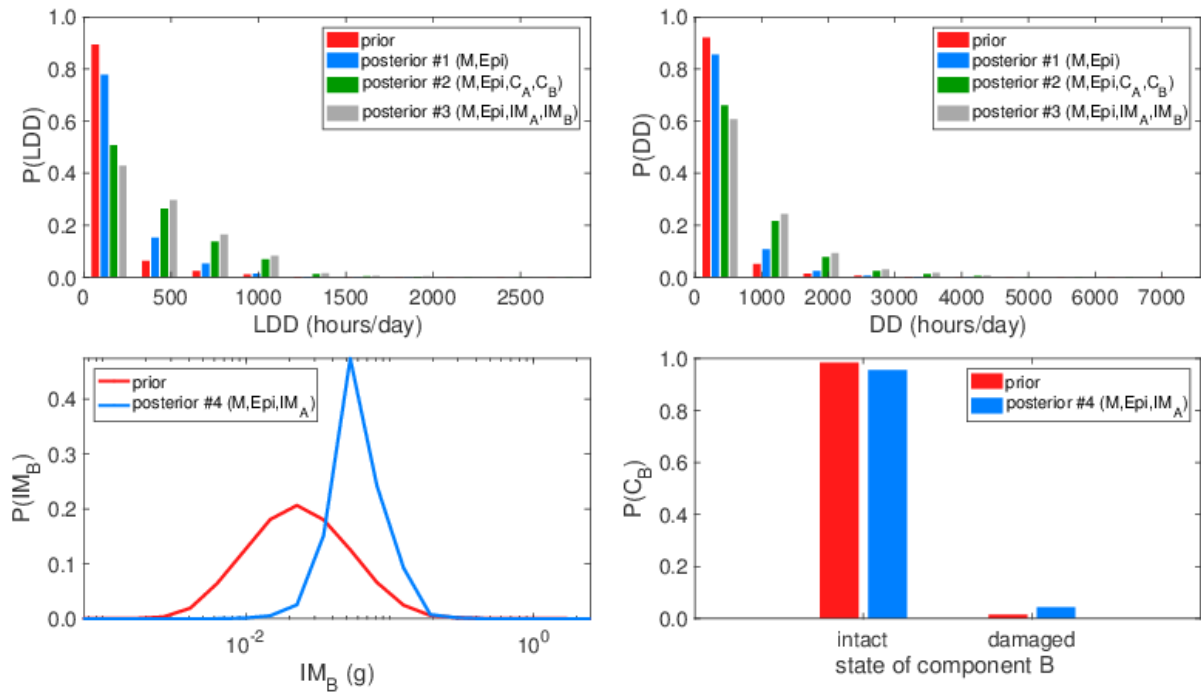 1.0
0.8
0.6
0.4
0.2
0.0
P(LDD)
0 500 1000 1500 2000 2500
LDD (hours/day)
prior
posterior #1 (M,Epi)
posterior #2 (M,Epi,C_A,C_B)
posterior #3 (M,Epi,IM_A,IM_B)
1.0
0.8
0.6
0.4
0.2
0.0
P(DD)
0 1000 2000 3000 4000 5000 6000 7000
DD (hours/day)
prior
posterior #1 (M,Epi)
posterior #2 (M,Epi,C_A,C_B)
posterior #3 (M,Epi,IM_A,IM_B)
0.4
0.3
0.2
0.1
0.0
P(IM_B)
10^-2 10^0
IM_B (g)
prior
posterior #4 (M,Epi,IM_A)
1.0
0.8
0.6
0.4
0.2
0.0
P(C_B)
intact damaged
state of component B
prior
posterior #4 (M,Epi,IM_A)